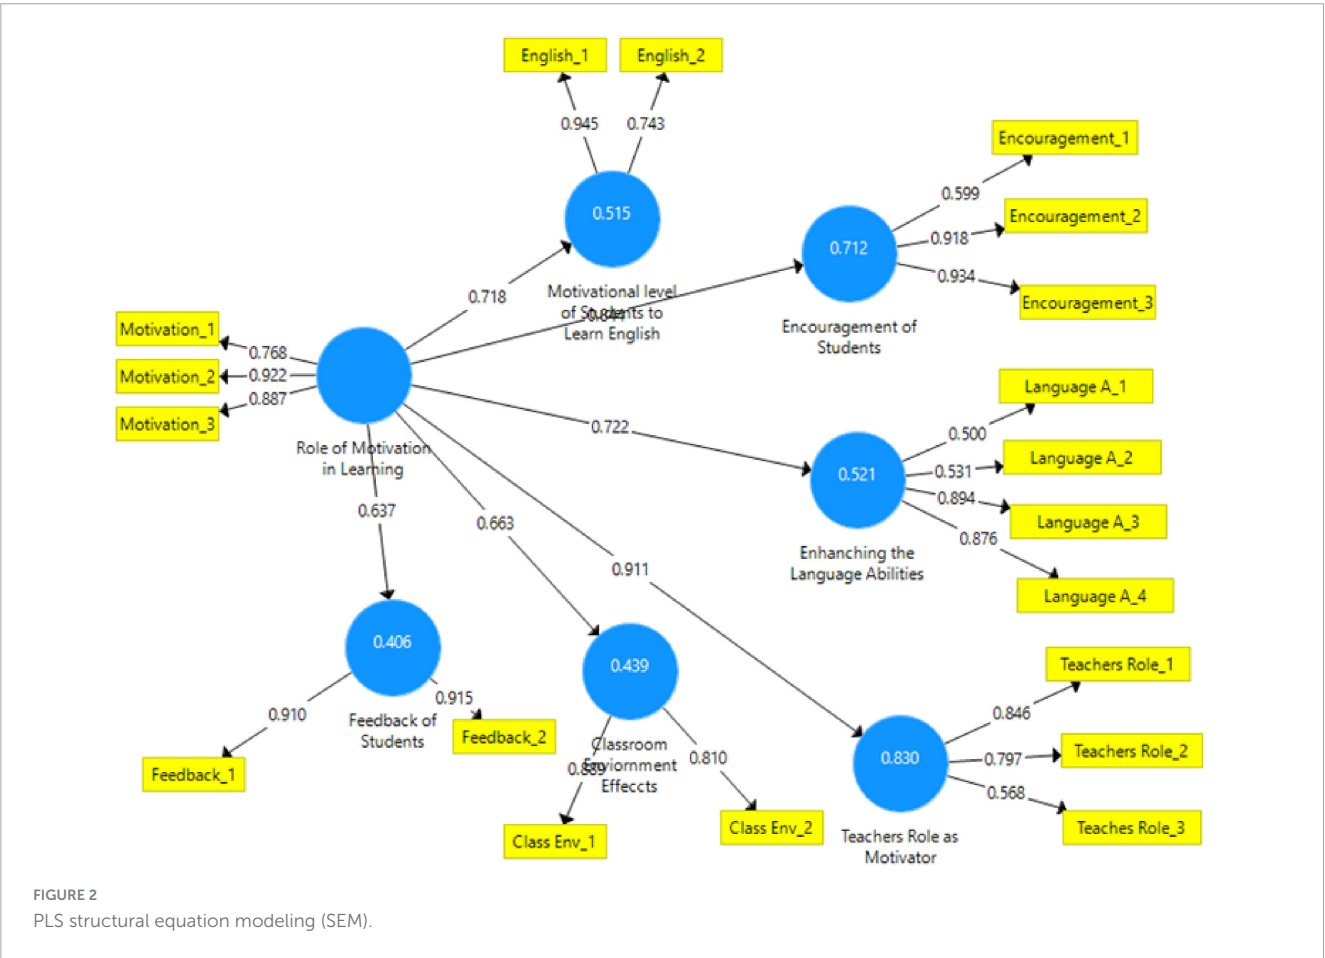 English_1
English_2
0.945
0.743
0.515
Motivational level
of Students to
Learn English
Encouragement_1
Encouragement_2
Encouragement_3
0.599
0.918
0.934
0.712
Encouragement of
Students
0.718
0.844
Motivation_1
Motivation_2
Motivation_3
0.768
0.922
0.887
Role of Motivation
in Learning
0.722
Language A_1
Language A_2
Language A_3
Language A_4
0.500
0.531
0.894
0.876
0.521
Enhanching the
Language Abilities
0.637
0.663
0.911
0.406
Feedback of
Students
0.910
0.915
Feedback_1
Feedback_2
0.439
Classroom
Enviornment
Effeccts
0.889
0.810
Class Env_1
Class Env_2
0.830
Teachers Role as
Motivator
0.846
0.797
0.568
Teachers Role_1
Teachers Role_2
Teaches Role_3
FIGURE 2
PLS structural equation modeling (SEM).